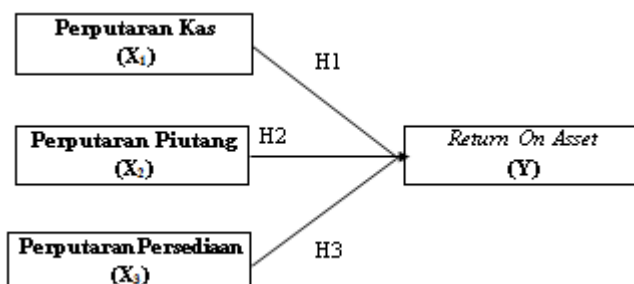 Perputaran Kas
(X₁)
H1
Perputaran Piutang
(X₂)
H2
Return On Asset
(Y)
Perputaran Persediaan
(X₃)
H3